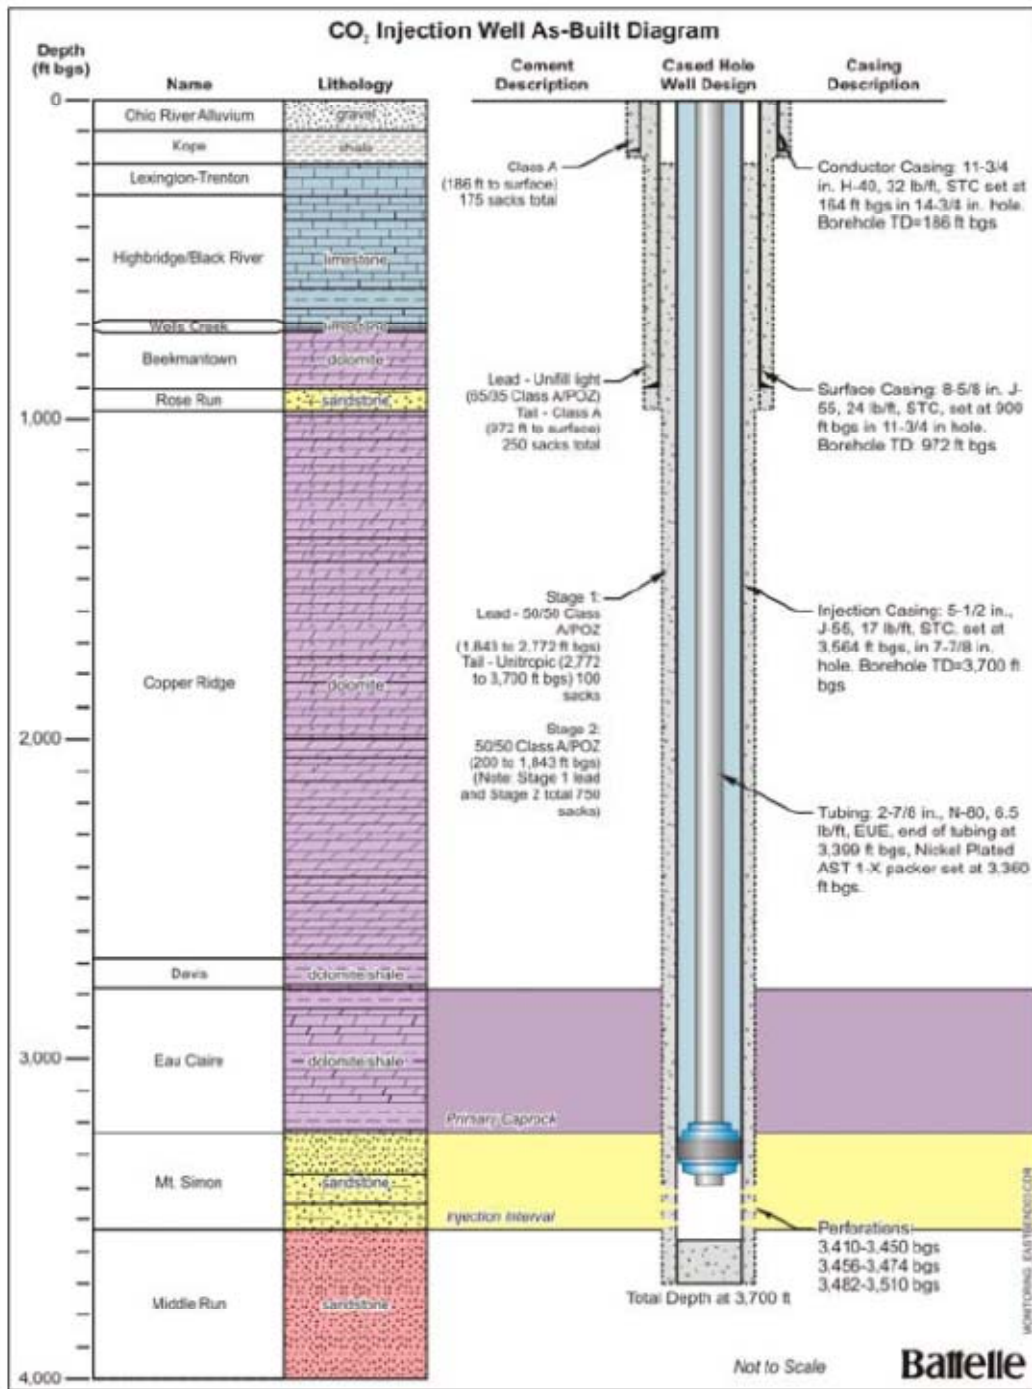 CO₂ Injection Well As-Built Diagram
Depth
(ft bgs)
Name
Lithology
Cement
Description
Cased Hole
Well Design
Casing
Description
0
Chio River Alluvium
gravel
Kope
shale
Lexington-Trenton
Highbridge/Black River
limestone
Wells Creek
limestone
Beekmantown
dolomite
Rose Run
sandstone
1,000
Copper Ridge
dolomite
2,000
Davis
dolomite/shale
3,000
Eau Claire
dolomite/shale
Mt. Simon
sandstone
Middle Run
sandstone
4,000
Class A
(186 ft to surface)
175 sacks total
Lead - Unifill light
(65/35 Class A/POZ)
Tail - Class A
(972 ft to surface)
250 sacks total
Stage 1:
Lead - 50/50 Class
A/POZ
(1,843 to 2,772 ft bgs)
Tail - Unitropic (2,772
to 3,700 ft bgs) 100
sacks
Stage 2:
50/50 Class A/POZ
(200 to 1,843 ft bgs)
(Note: Stage 1 lead
and Stage 2 total 750
sacks)
Conductor Casing: 11-3/4
in. H-40, 32 lb/ft, STC set at
164 ft bgs in 14-3/4 in. hole.
Borehole TD=186 ft bgs
Surface Casing: 8-5/8 in. J-
55, 24 lb/ft, STC, set at 900
ft bgs in 11-3/4 in hole.
Borehole TD: 972 ft bgs
Injection Casing: 5-1/2 in.,
J-55, 17 lb/ft, STC. set at
3,564 ft bgs, in 7-7/8 in.
hole. Borehole TD=3,700 ft
bgs
Tubing: 2-7/8 in., N-80, 6.5
lb/ft, EUE, end of tubing at
3,399 ft bgs, Nickel Plated
AST 1-X packer set at 3,360
ft bgs.
Primary Caprock
Injection Interval
Perforations:
3,410-3,450 bgs
3,456-3,474 bgs
3,482-3,510 bgs
Total Depth at 3,700 ft
Not to Scale
Battelle